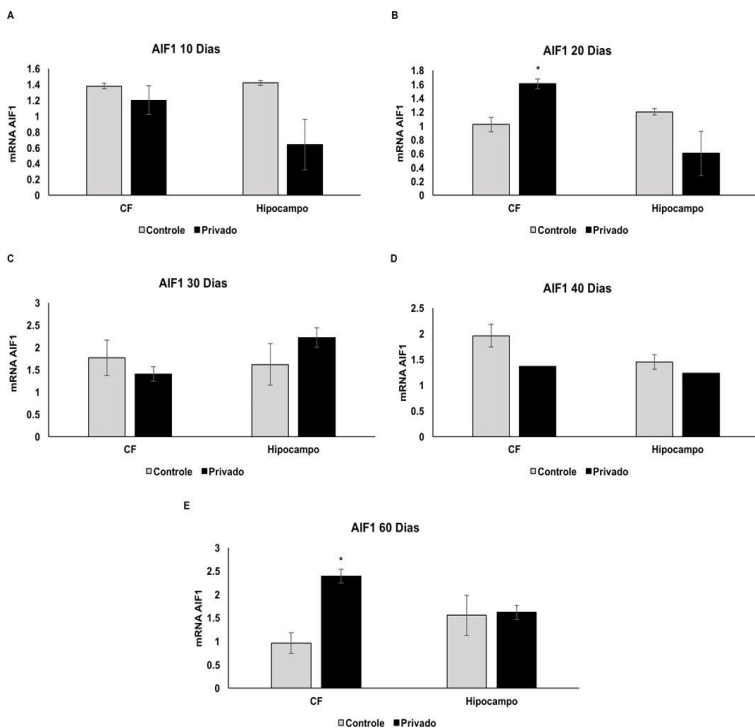 A
AIF1 10 Dias
mRNA AIF1
1.6
1.4
1.2
1
0.8
0.6
0.4
0.2
0
CF
Hipocampo
Controle Privado
B
AIF1 20 Dias
mRNA AIF1
1.8
1.6
1.4
1.2
1
0.8
0.6
0.4
0.2
0
*
CF
Hipocampo
Controle Privado
C
AIF1 30 Dias
mRNA AIF1
3
2.5
2
1.5
1
0.5
0
CF
Hipocampo
Controle Privado
D
AIF1 40 Dias
mRNA AIF1
2.5
2
1.5
1
0.5
0
CF
Hipocampo
Controle Privado
E
AIF1 60 Dias
mRNA AIF1
3
2.5
2
1.5
1
0.5
0
*
CF
Hipocampo
Controle Privado